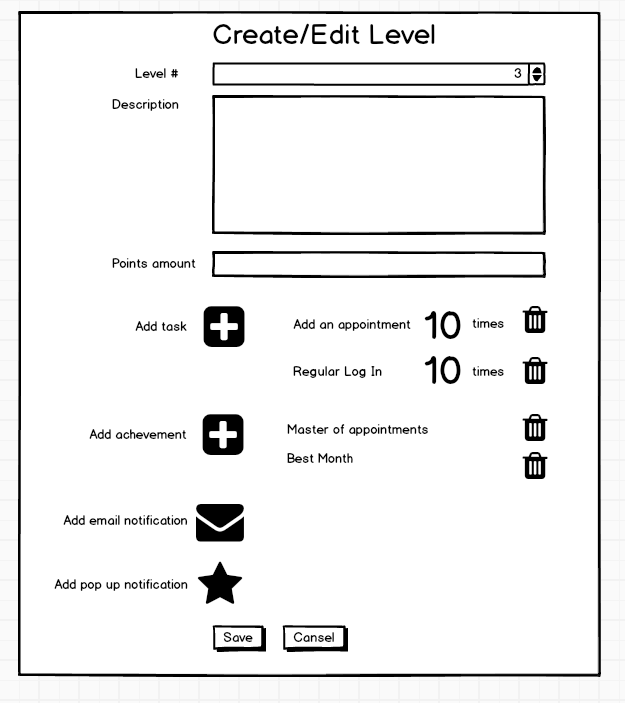 Create/Edit Level
Level # 3
Description
Points amount
Add task Add an appointment 10 times
Regular Log In 10 times
Add achevement Master of appointments
Best Month
Add email notification
Add pop up notification
Save Cansel